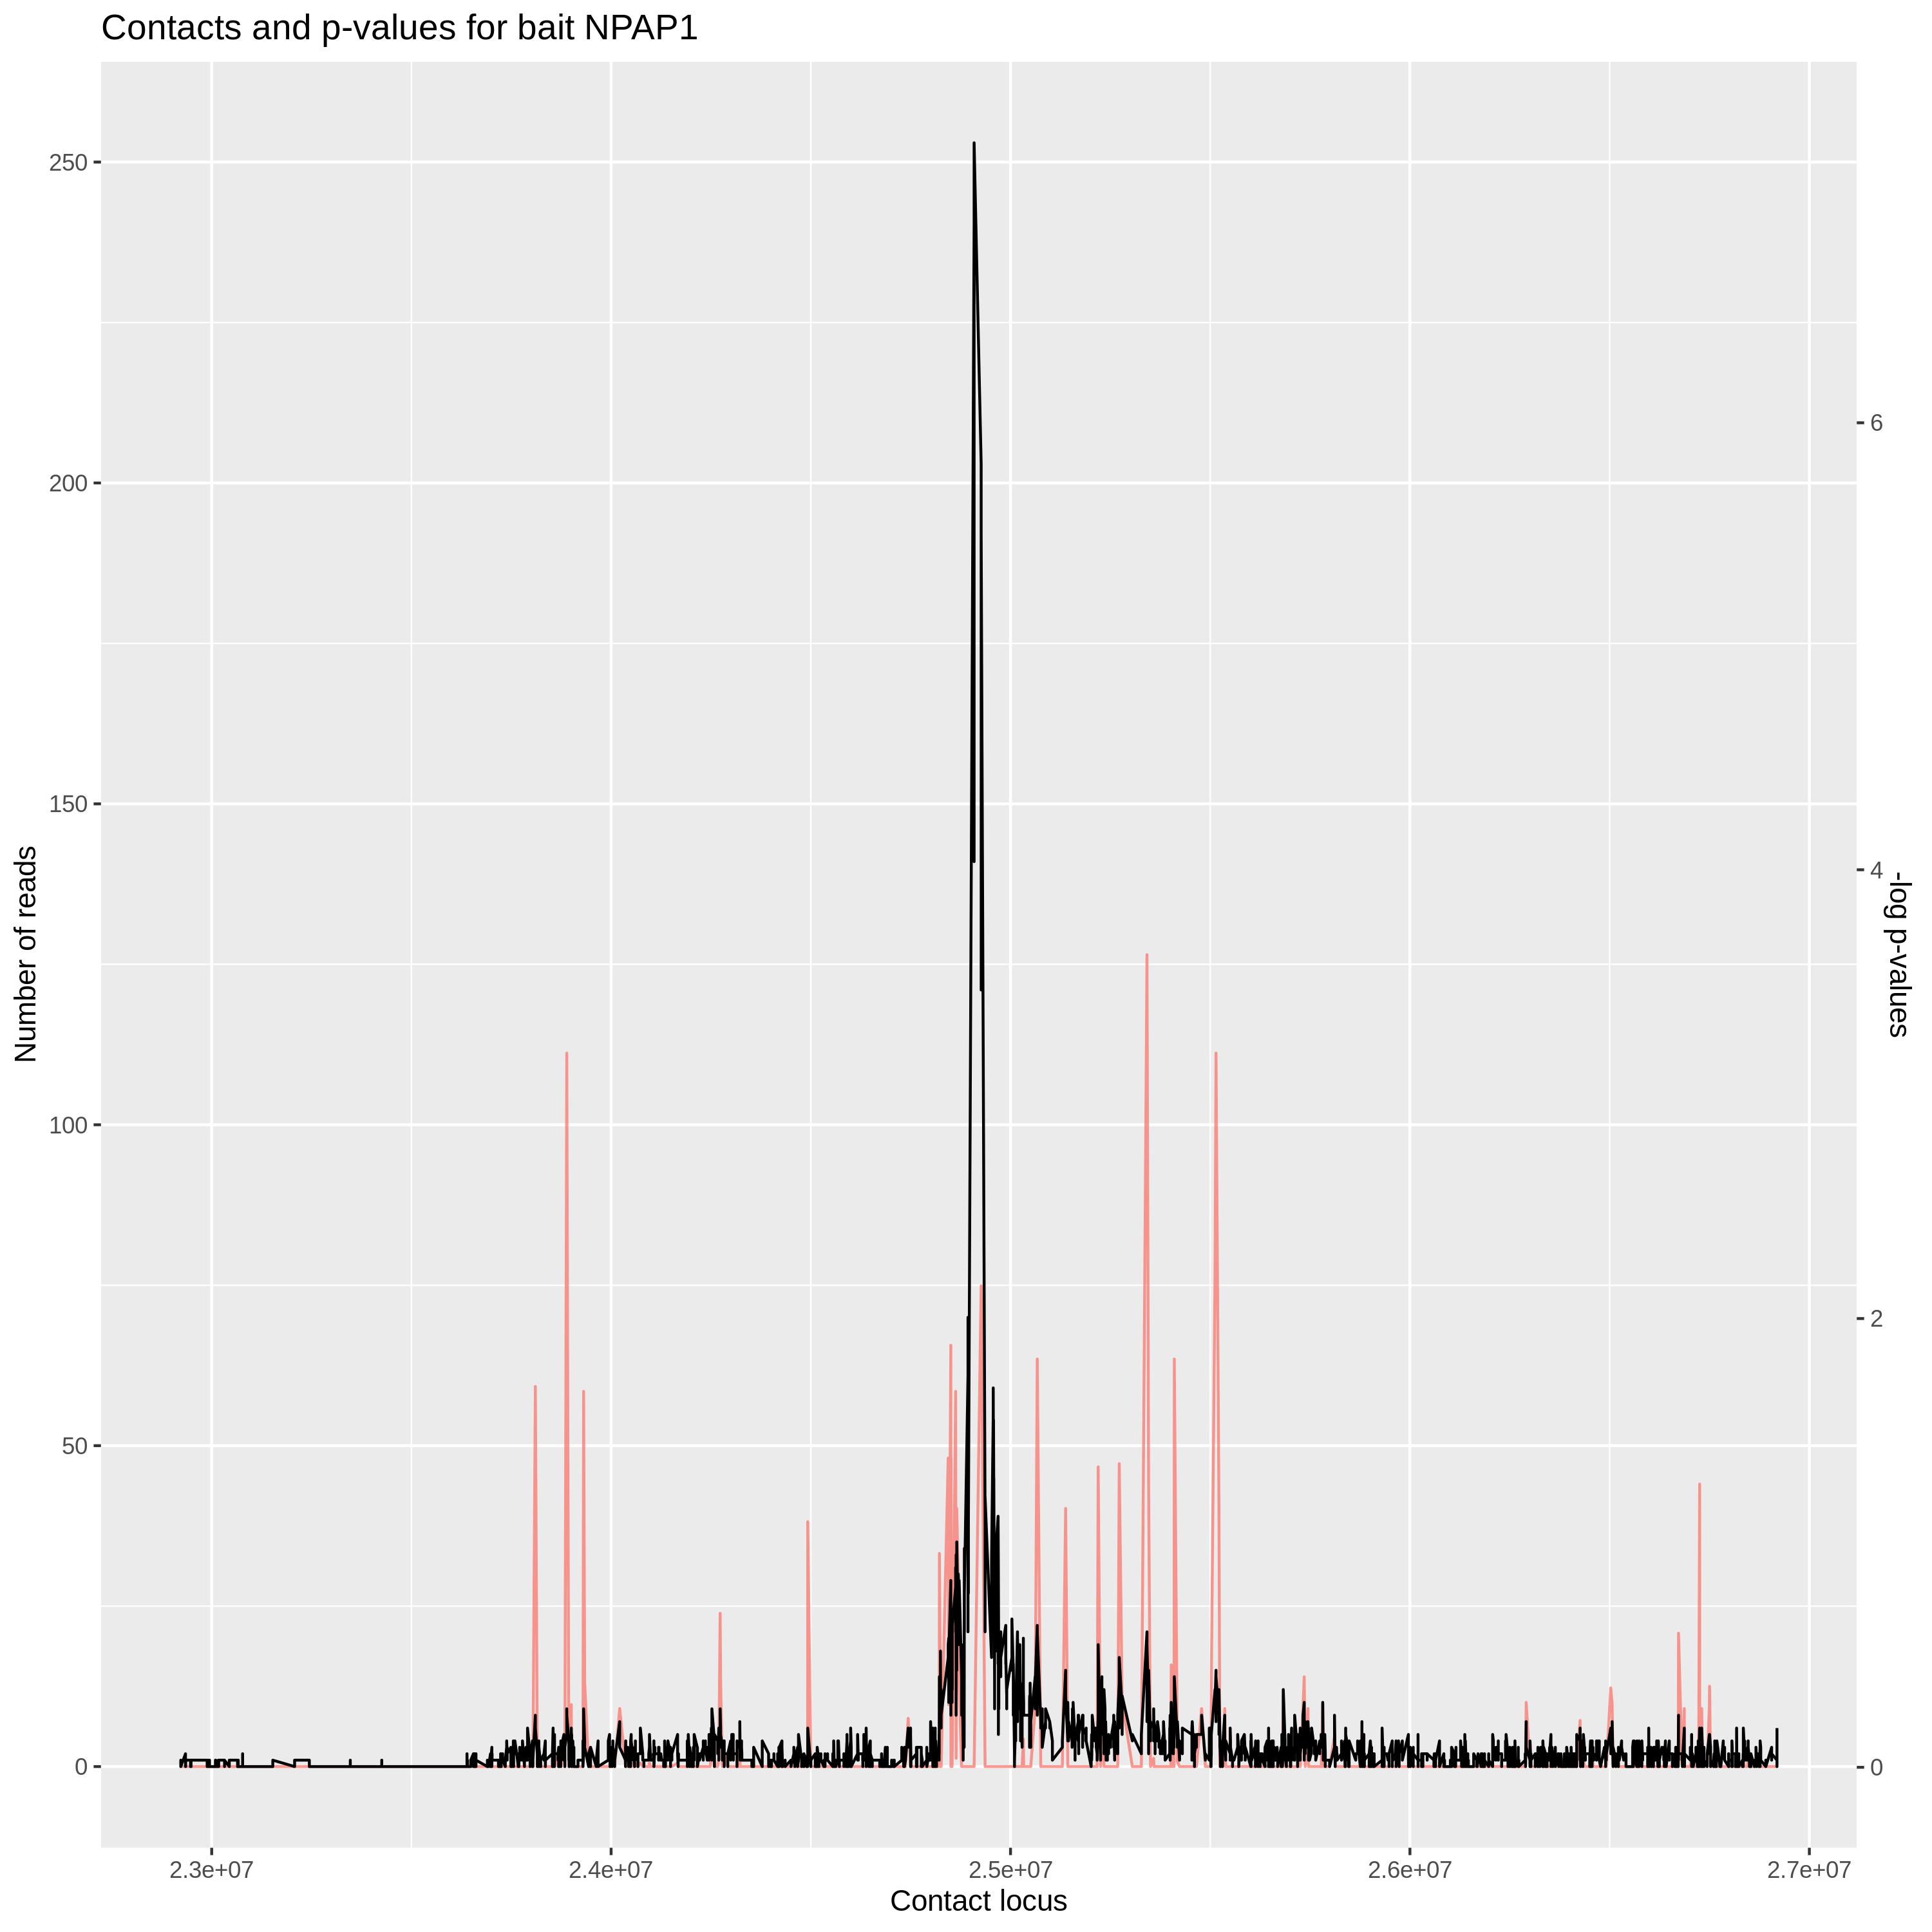 Contacts and p-values for bait NPAP1
250
200
150
100
50
0
Number of reads
6
4
2
0
-log p-values
2.3e+07
2.4e+07
2.5e+07
2.6e+07
2.7e+07
Contact locus